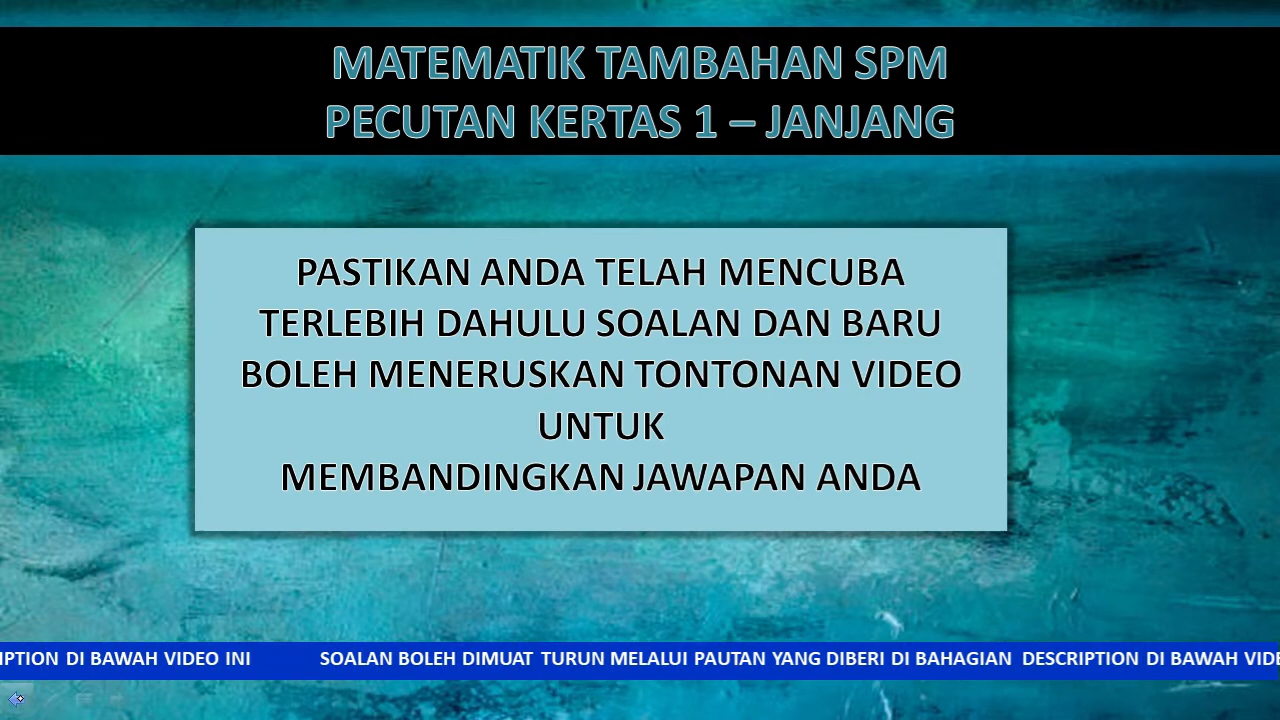 MATEMATIK TAMBAHAN SPM
PECUTAN KERTAS 1 – JANJANG
PASTIKAN ANDA TELAH MENCUBA
TERLEBIH DAHULU SOALAN DAN BARU
BOLEH MENERUSKAN TONTONAN VIDEO
UNTUK
MEMBANDINGKAN JAWAPAN ANDA
IPTION DI BAWAH VIDEO INI SOALAN BOLEH DIMUAT TURUN MELALUI PAUTAN YANG DIBERI DI BAHAGIAN DESCRIPTION DI BAWAH VIDE